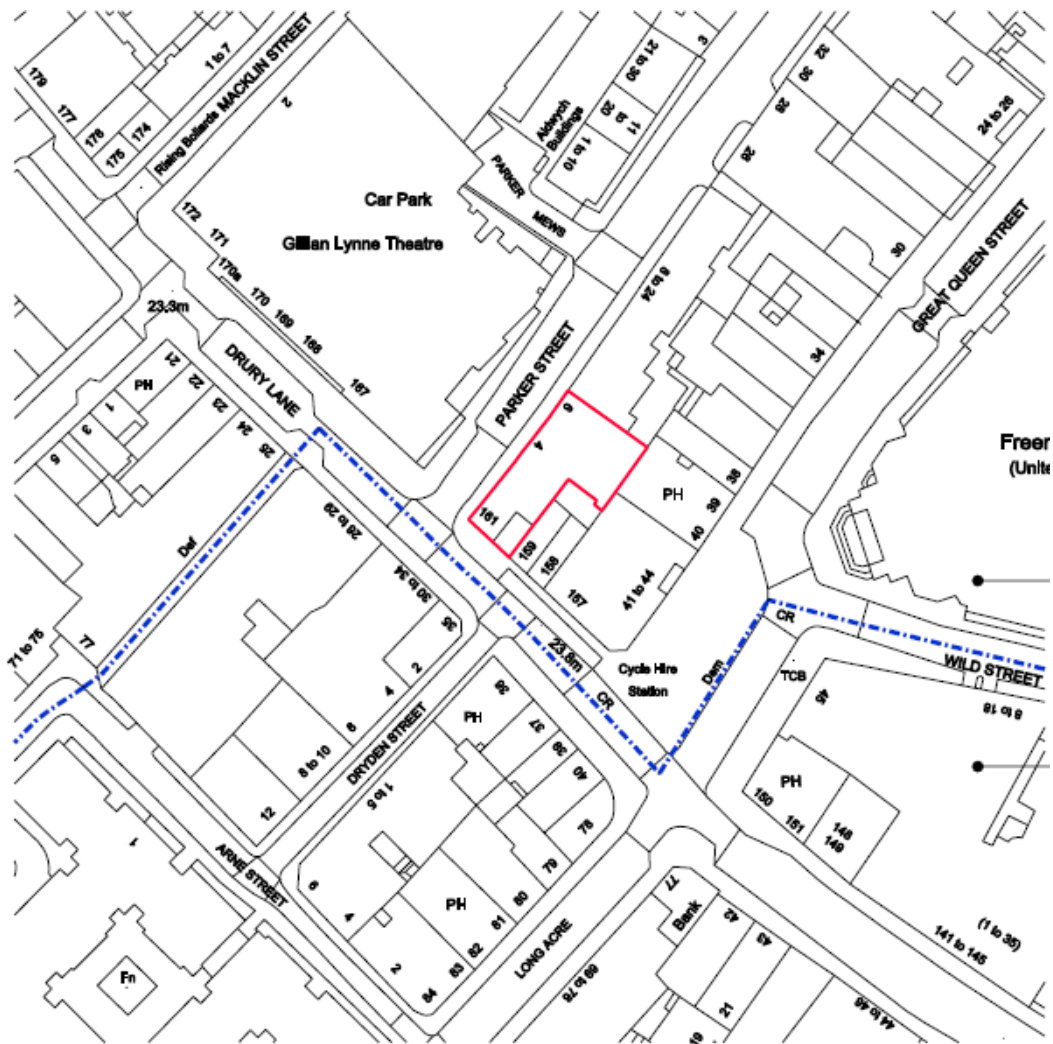 179
177
176
175
174
1 to 7
Rising Bollards
MACKLIN STREET
2
Car Park
172
171
170a
170
169
168
167
23.3m
DRURY LANE
Aldwych
Buildings
21 to 30
20
11
1 to 10
3
PARKER
MEWS
PARKER STREET
6 to 24
32
30
28
26
24 to 26
30
34
GREAT QUEEN STREET
38
39
40
PH
41 to 44
6
4
161
159
158
157
Freem
(Unite
PH
21
22
23
24
25
1
3
5
Def
26 to 29
30 to 34
35
2
4
6
8 to 10
12
71 to 75
77
DRYDEN STREET
1 to 5
ARNE STREET
1
Fn
PH
36
37
39
40
78
79
80
81
82
83
84
PH
6
4
2
LONG ACRE
23.8m
CR
Cycle Hire
Station
Dam
CR
WILD STREET
TCB
45
8 to 18
PH
150
151
148
149
(1 to 35)
141 to 145
77
Bank
42
43
21
19
69 to 76
44 to 46